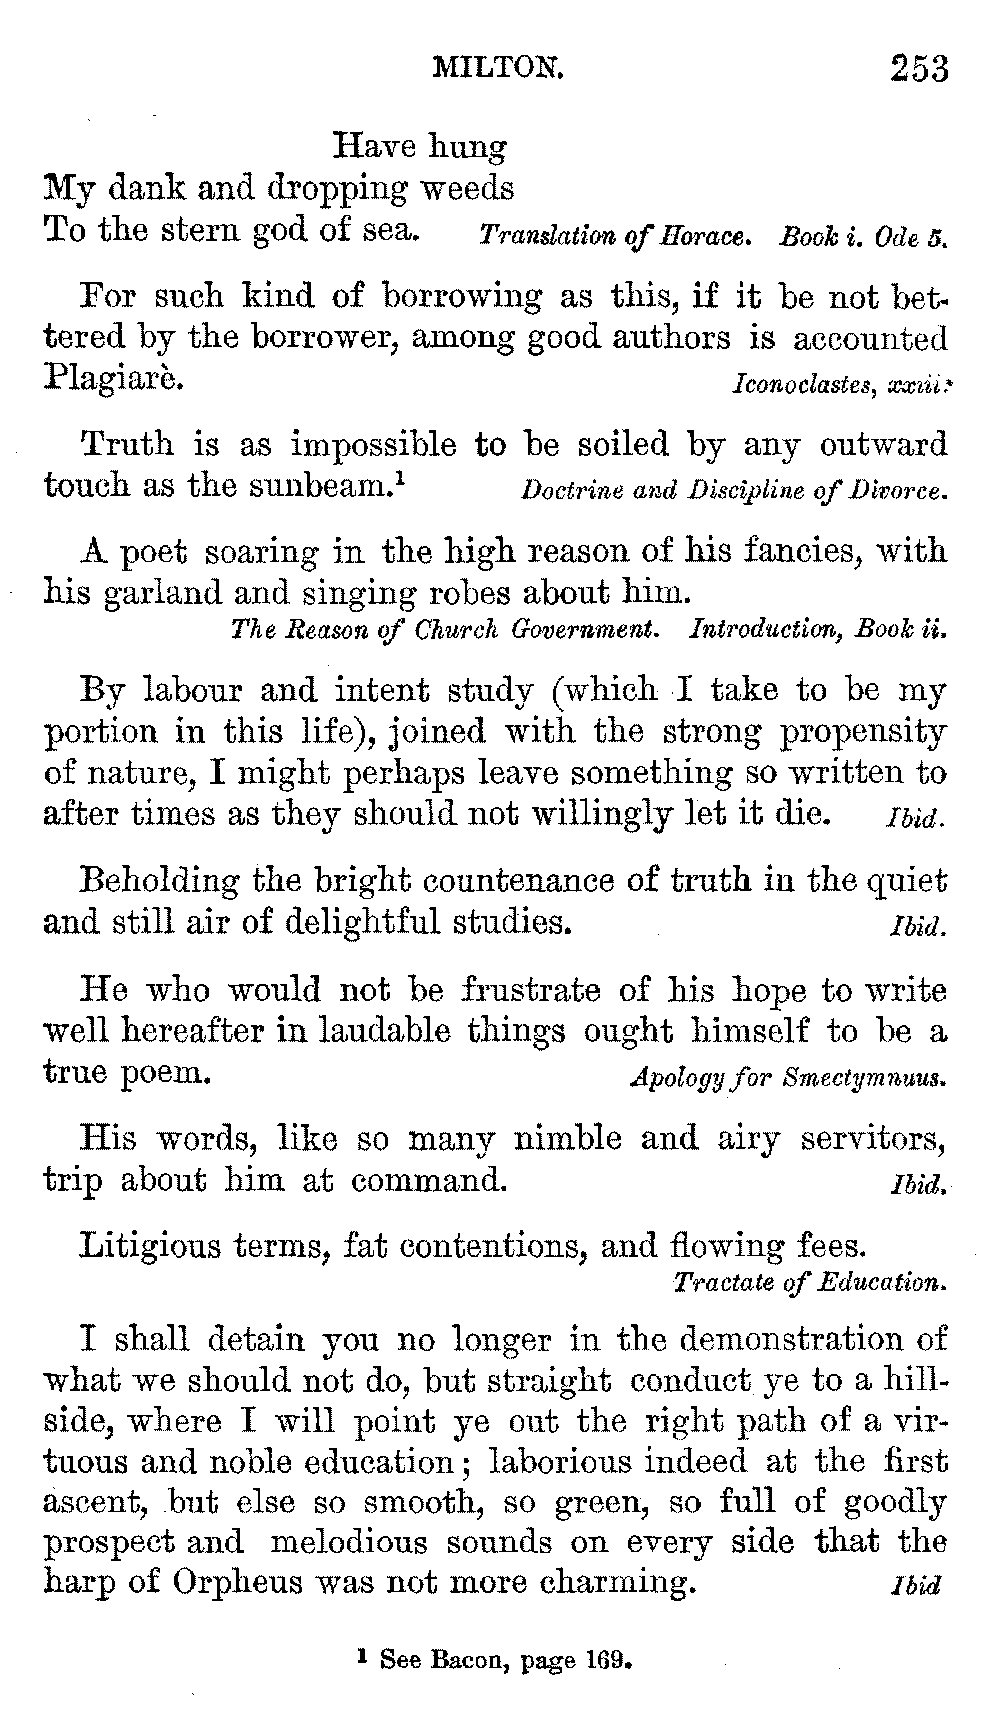 MILTON. 253
Have hung
My dank and dropping weeds
To the stern god of sea. Translation of Horace. Book i. Ode 5.
For such kind of borrowing as this, if it be not bet-
tered by the borrower, among good authors is accounted
Plagiarè. Iconoclastes, xxiii.
Truth is as impossible to be soiled by any outward
touch as the sunbeam.¹ Doctrine and Discipline of Divorce.
A poet soaring in the high reason of his fancies, with
his garland and singing robes about him.
The Reason of Church Government. Introduction, Book ii.
By labour and intent study (which I take to be my
portion in this life), joined with the strong propensity
of nature, I might perhaps leave something so written to
after times as they should not willingly let it die. Ibid.
Beholding the bright countenance of truth in the quiet
and still air of delightful studies. Ibid.
He who would not be frustrate of his hope to write
well hereafter in laudable things ought himself to be a
true poem. Apology for Smectymnuus.
His words, like so many nimble and airy servitors,
trip about him at command. Ibid.
Litigious terms, fat contentions, and flowing fees.
Tractate of Education.
I shall detain you no longer in the demonstration of
what we should not do, but straight conduct ye to a hill-
side, where I will point ye out the right path of a vir-
tuous and noble education; laborious indeed at the first
ascent, but else so smooth, so green, so full of goodly
prospect and melodious sounds on every side that the
harp of Orpheus was not more charming. Ibid
¹ See Bacon, page 169.